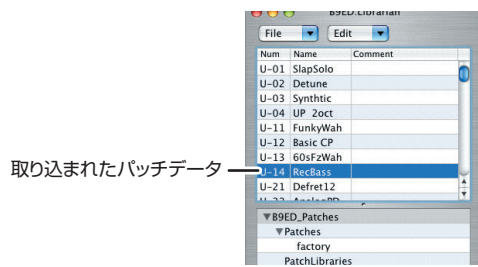 B9ED.Librarian
File Edit
Num Name Comment
U-01 SlapSolo
U-02 Detune
U-03 Synthtic
U-04 UP 2oct
U-11 FunkyWah
U-12 Basic CP
U-13 60sFzWah
取り込まれたパッチデータ U-14 RecBass
U-21 Defret12
▼B9ED_Patches
▼Patches
factory
PatchLibraries